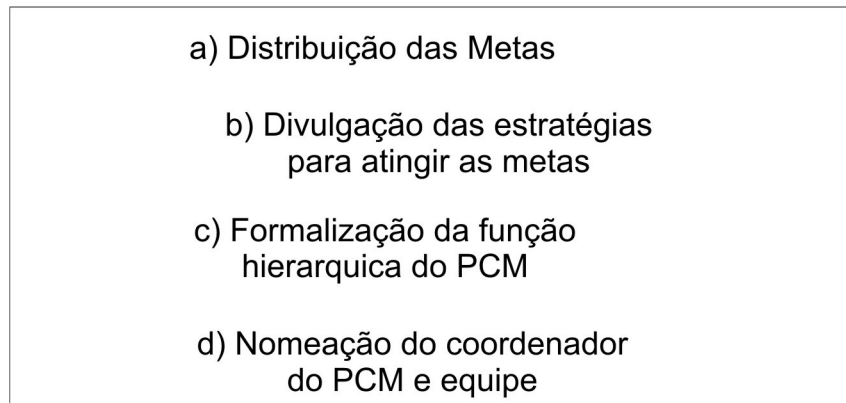 a) Distribuição das Metas
b) Divulgação das estratégias
para atingir as metas
c) Formalização da função
hierarquica do PCM
d) Nomeação do coordenador
do PCM e equipe